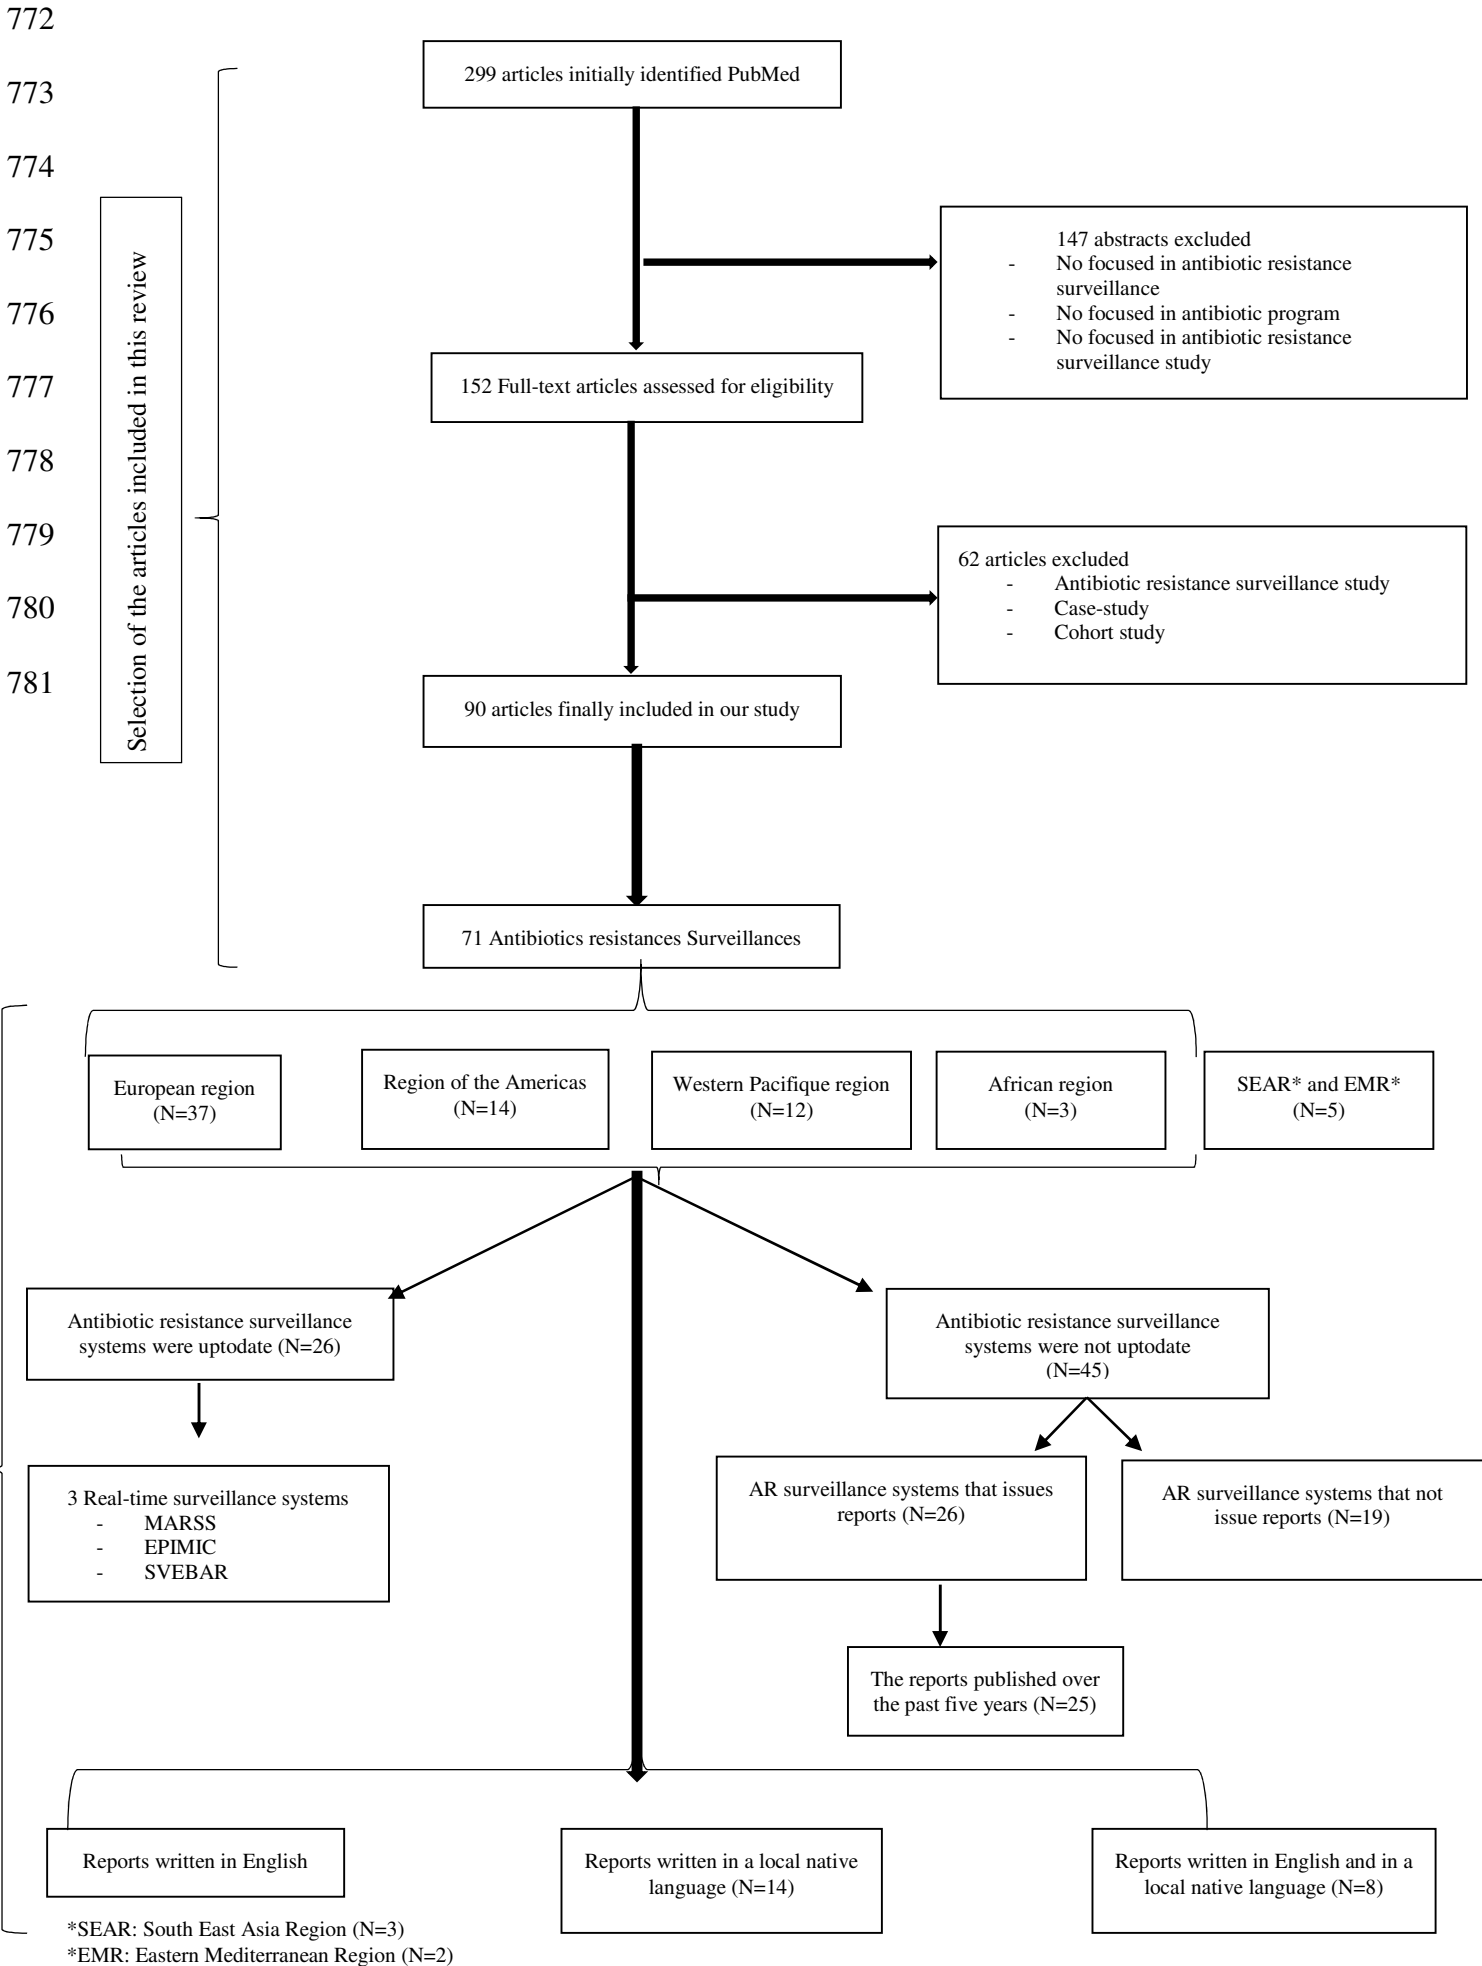 772
299 articles initially identified PubMed
773
774
775
147 abstracts excluded
- No focused in antibiotic resistance
surveillance
- No focused in antibiotic program
- No focused in antibiotic resistance
surveillance study
776
777
152 Full-text articles assessed for eligibility
Selection of the articles included in this review
778
779
62 articles excluded
- Antibiotic resistance surveillance study
- Case-study
- Cohort study
780
781
90 articles finally included in our study
71 Antibiotics resistances Surveillances
European region
(N=37)
Region of the Americas
(N=14)
Western Pacifique region
(N=12)
African region
(N=3)
SEAR* and EMR*
(N=5)
Antibiotic resistance surveillance
systems were uptodate (N=26)
Antibiotic resistance surveillance
systems were not uptodate
(N=45)
3 Real-time surveillance systems
- MARSS
- EPIMIC
- SVEBAR
AR surveillance systems that issues
reports (N=26)
AR surveillance systems that not
issue reports (N=19)
The reports published over
the past five years (N=25)
Reports written in English
Reports written in a local native
language (N=14)
Reports written in English and in a
local native language (N=8)
*SEAR: South East Asia Region (N=3)
*EMR: Eastern Mediterranean Region (N=2)